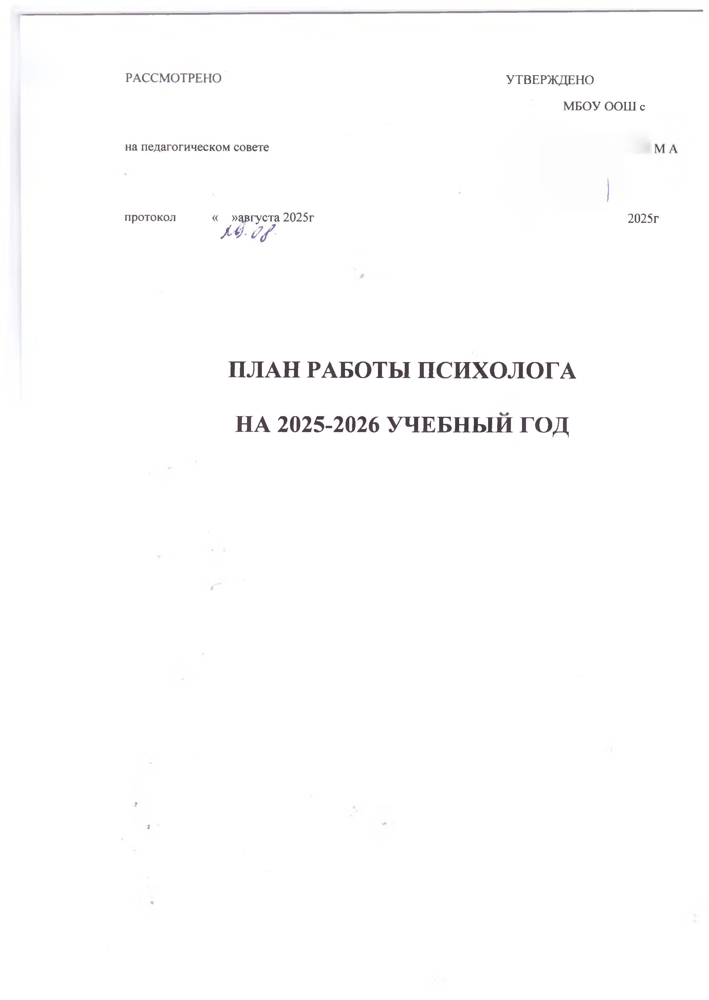 РАССМОТРЕНО УТВЕРЖДЕНО
МБОУ ООШ с
на педагогическом совете М А
протокол « »августа 2025г 2025г
.08.
ПЛАН РАБОТЫ ПСИХОЛОГА
НА 2025-2026 УЧЕБНЫЙ ГОД